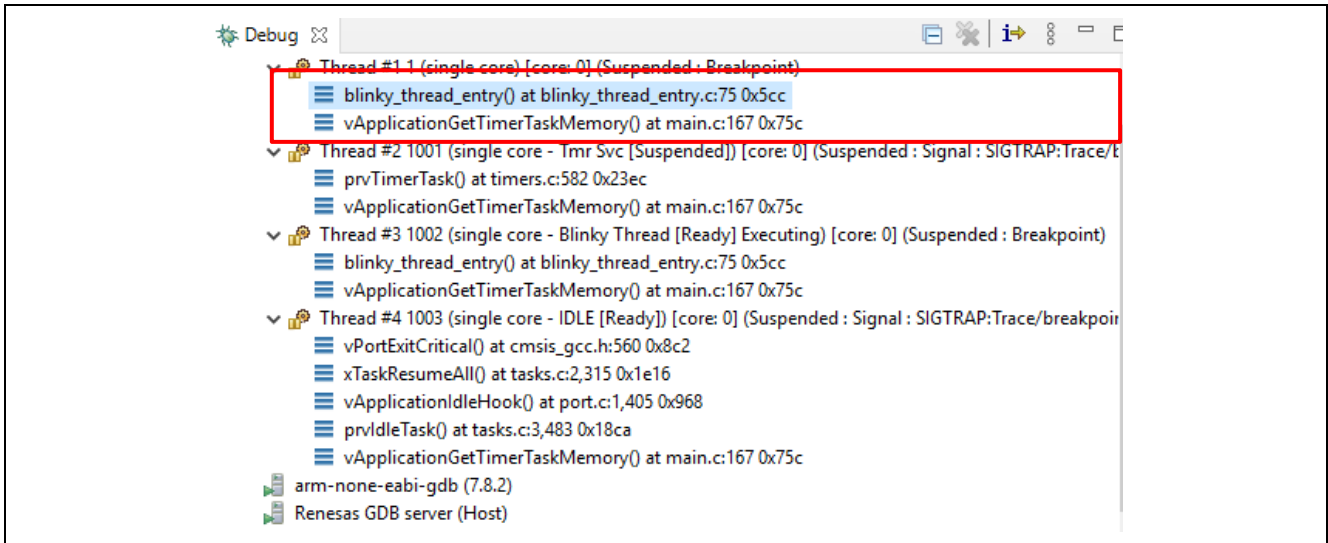 Debug
Thread #1 1 (single core) [core: 0] (Suspended : Breakpoint)
blinky_thread_entry() at blinky_thread_entry.c:75 0x5cc
vApplicationGetTimerTaskMemory() at main.c:167 0x75c
Thread #2 1001 (single core - Tmr Svc [Suspended]) [core: 0] (Suspended : Signal : SIGTRAP:Trace/b
prvTimerTask() at timers.c:582 0x23ec
vApplicationGetTimerTaskMemory() at main.c:167 0x75c
Thread #3 1002 (single core - Blinky Thread [Ready] Executing) [core: 0] (Suspended : Breakpoint)
blinky_thread_entry() at blinky_thread_entry.c:75 0x5cc
vApplicationGetTimerTaskMemory() at main.c:167 0x75c
Thread #4 1003 (single core - IDLE [Ready]) [core: 0] (Suspended : Signal : SIGTRAP:Trace/breakpoin
vPortExitCritical() at cmsis_gcc.h:560 0x8c2
xTaskResumeAll() at tasks.c:2,315 0x1e16
vApplicationIdleHook() at port.c:1,405 0x968
prvIdleTask() at tasks.c:3,483 0x18ca
vApplicationGetTimerTaskMemory() at main.c:167 0x75c
arm-none-eabi-gdb (7.8.2)
Renesas GDB server (Host)